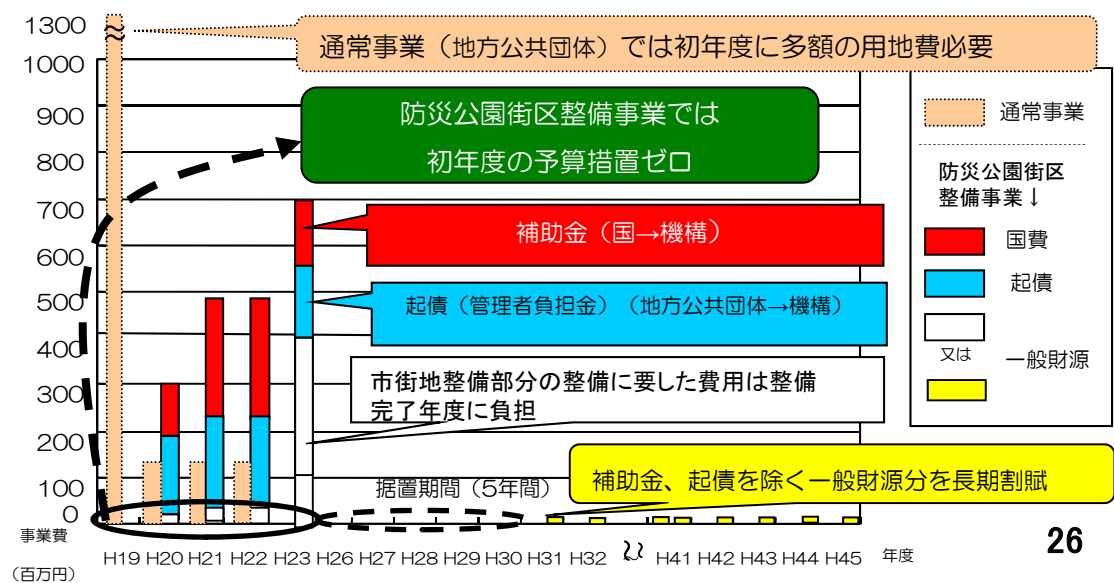 1300
通常事業（地方公共団体）では初年度に多額の用地費必要
1000
900
800
700
600
500
400
300
200
100
0
防災公園街区整備事業では
初年度の予算措置ゼロ
補助金（国→機構）
起債（管理者負担金）（地方公共団体→機構）
市街地整備部分の整備に要した費用は整備
完了年度に負担
据置期間（5年間）
補助金、起債を除く一般財源分を長期割賦
通常事業
防災公園街区
整備事業↓
国費
起債
又は
一般財源
事業費
（百万円）
H19 H20 H21 H22 H23 H26 H27 H28 H29 H30 H31 H32 H41 H42 H43 H44 H45 年度
26